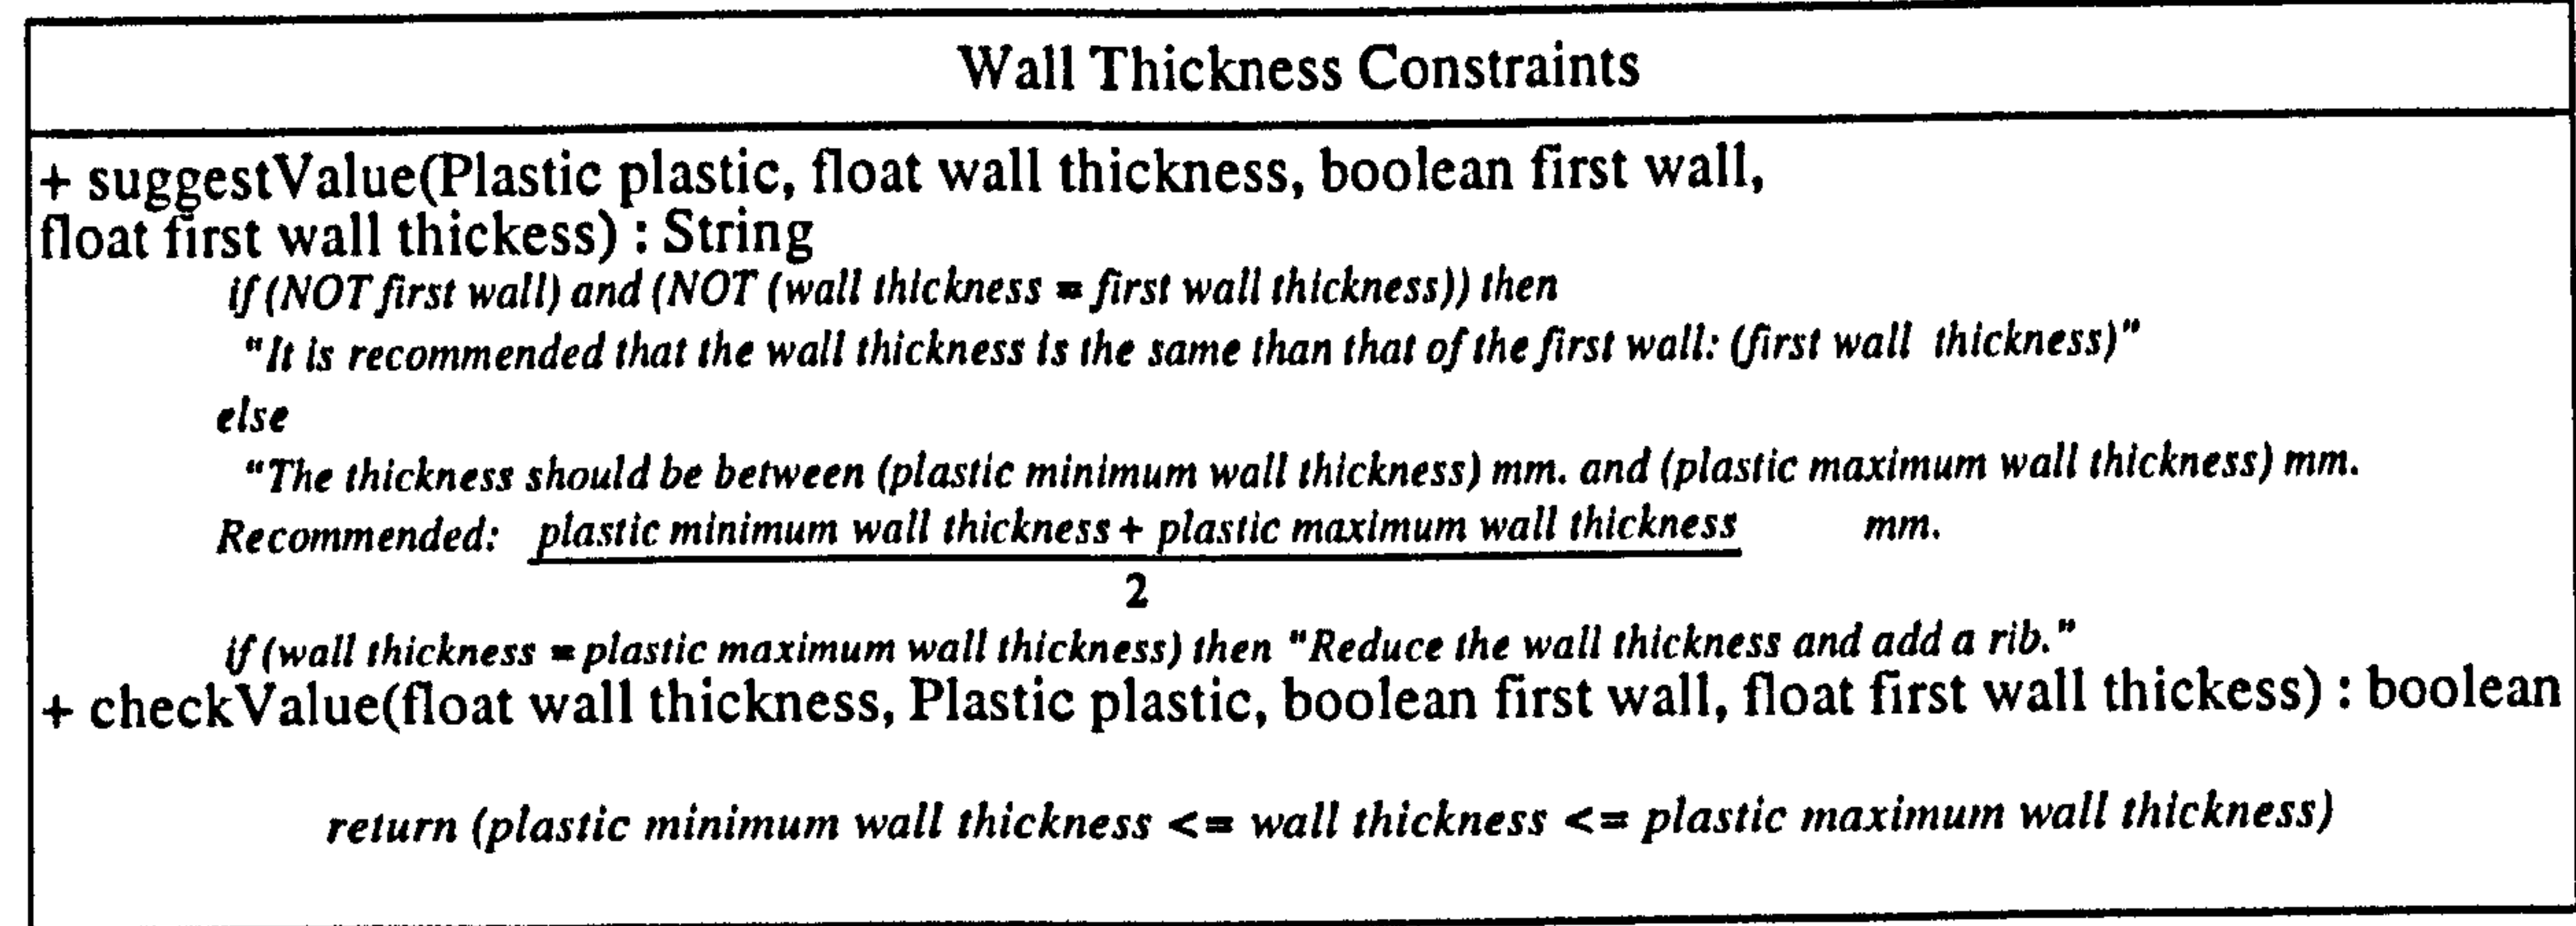 Wall Thickness Constraints
+ suggestValue(Plastic plastic, float wall thickness, boolean first wall,
float first wall thickess) : String
if (NOT first wall) and (NOT (wall thickness = first wall thickness)) then
"It is recommended that the wall thickness is the same than that of the first wall: (first wall thickness)"
else
"The thickness should be between (plastic minimum wall thickness) mm. and (plastic maximum wall thickness) mm.
Recommended: plastic minimum wall thickness + plastic maximum wall thickness mm.
2
if (wall thickness = plastic maximum wall thickness) then "Reduce the wall thickness and add a rib."
+ checkValue(float wall thickness, Plastic plastic, boolean first wall, float first wall thickess) : boolean
return (plastic minimum wall thickness <= wall thickness <= plastic maximum wall thickness)